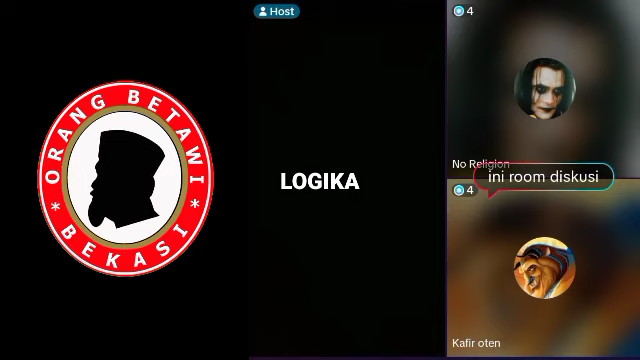 ORANG BETAWI
* BEKASI *
Host
LOGIKA
4
No Religion
ini room diskusi
4
Kafir oten